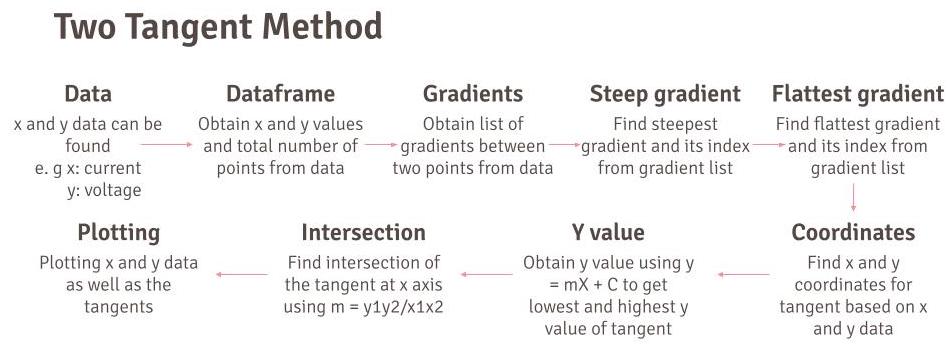 Two Tangent Method
Data
x and y data can be
found
e. g x: current
y: voltage
Dataframe
Obtain x and y values
and total number of
points from data
Gradients
Obtain list of
gradients between
two points from data
Steep gradient
Find steepest
gradient and its index
from gradient list
Flattest gradient
Find flattest gradient
and its index from
gradient list
Coordinates
Find x and y
coordinates for
tangent based on x
and y data
Y value
Obtain y value using y
= mX + C to get
lowest and highest y
value of tangent
Intersection
Find intersection of
the tangent at x axis
using m = y1y2/x1x2
Plotting
Plotting x and y data
as well as the
tangents